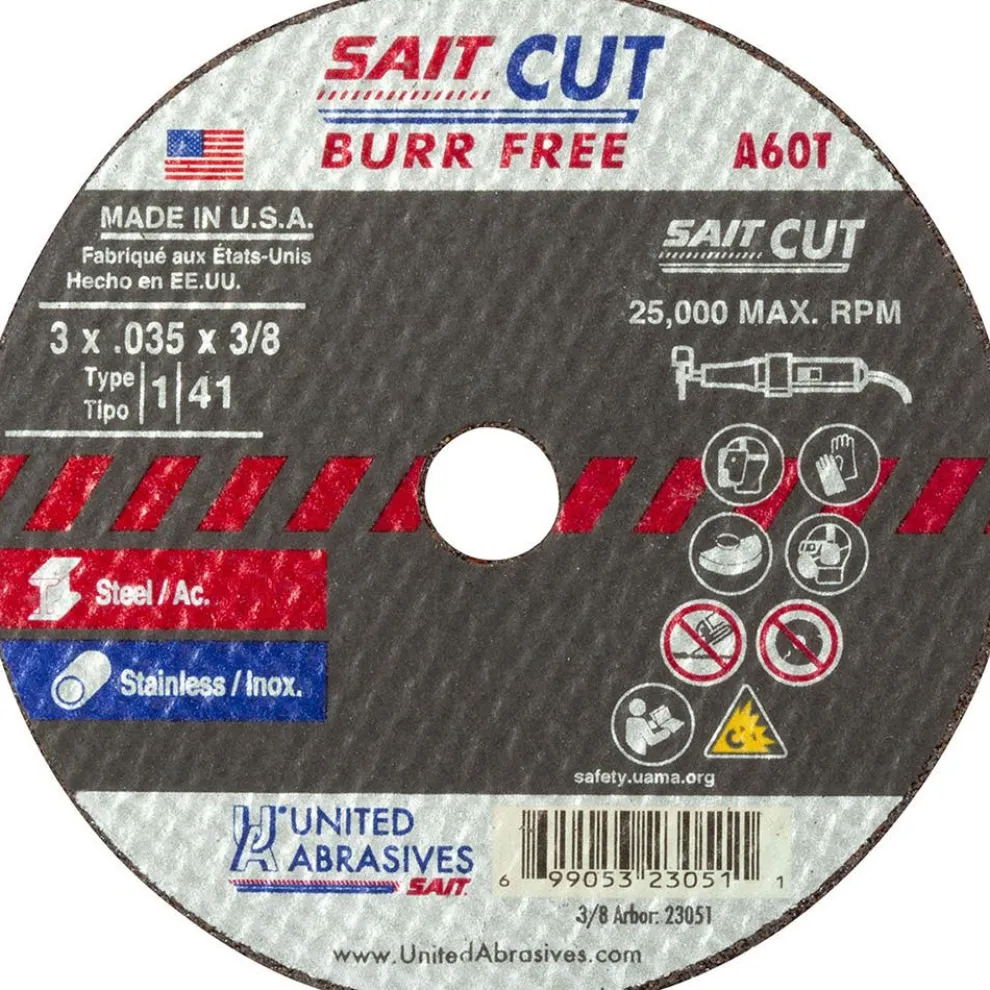 SAIT CUT
BURR FREE
A60T
MADE IN U.S.A.
Fabriqué aux États-Unis
Hecho en EE.UU.
3 x .035 x 3/8
Type
Tipo
1 | 41
SAIT CUT
25,000 MAX. RPM
Steel / Ac.
Stainless / Inox.
safety.uama.org
UNITED
ABRASIVES
SAIT
6 99053 23051 1
3/8 Arbor: 23051
www.UnitedAbrasives.com